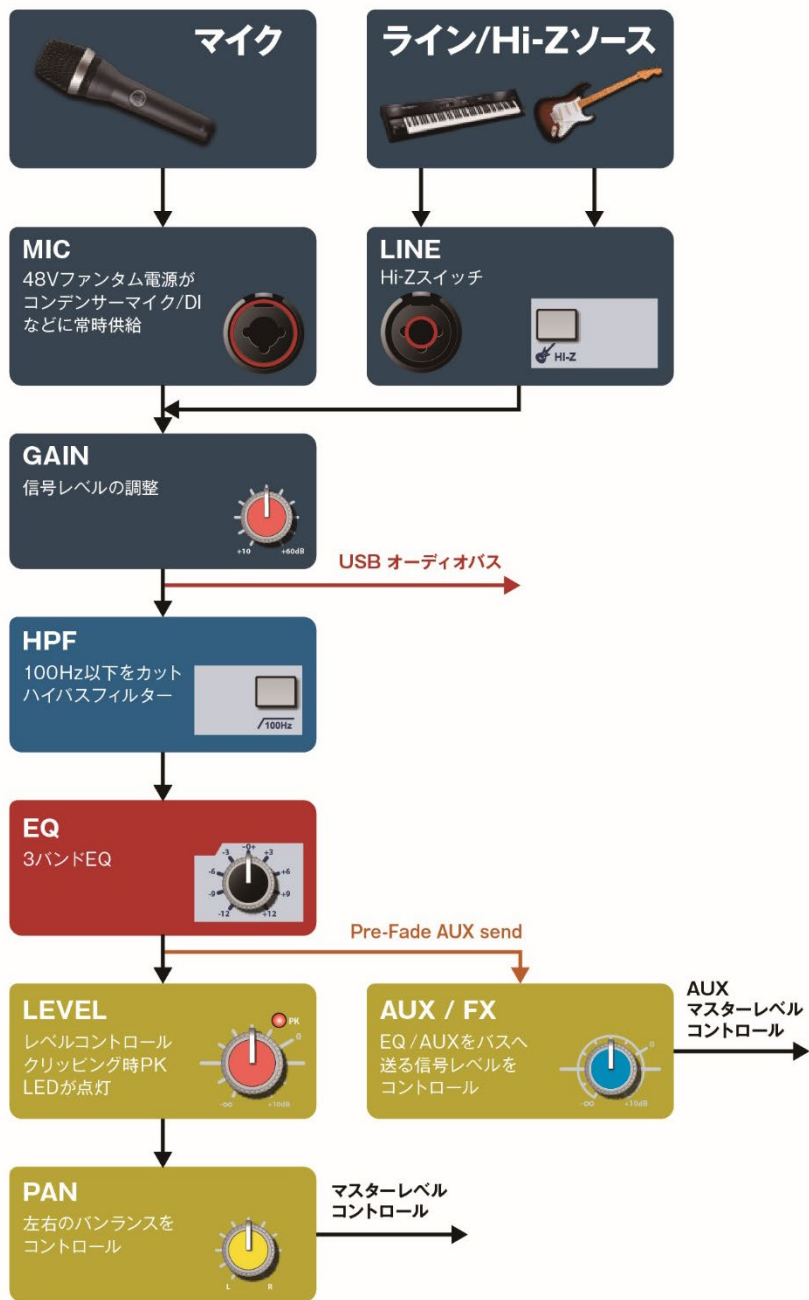 マイク
ライン/Hi-Zソース
MIC
48Vファンタム電源が
コンデンサーマイク/DI
などに常時供給
LINE
Hi-Zスイッチ
HI-Z
GAIN
信号レベルの調整
+10 +60dB
USB オーディオバス
HPF
100Hz以下をカット
ハイパスフィルター
/100Hz
EQ
3バンドEQ
-0+
-3 +3
-6 +6
-9 +9
-12 +12
Pre-Fade AUX send
LEVEL
レベルコントロール
クリッピング時PK
LEDが点灯
PK
0
-∞ +10dB
AUX / FX
EQ/AUXをバスへ
送る信号レベルを
コントロール
0
-∞ +10dB
AUX
マスターレベル
コントロール
PAN
左右のバンランスを
コントロール
L R
マスターレベル
コントロール